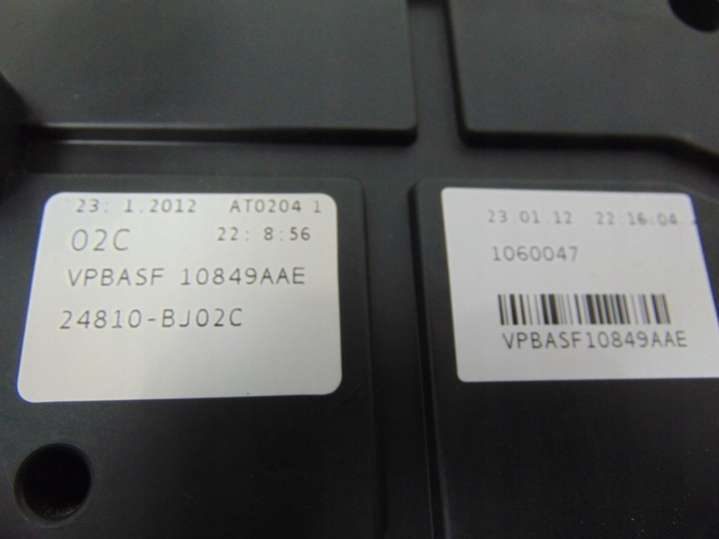 23: 1.2012 AT0204 1
02C 22: 8:56
VPBASF 10849AAE
24810-BJ02C
23.01.12 22:16:04
1060047
VPBASF10849AAE